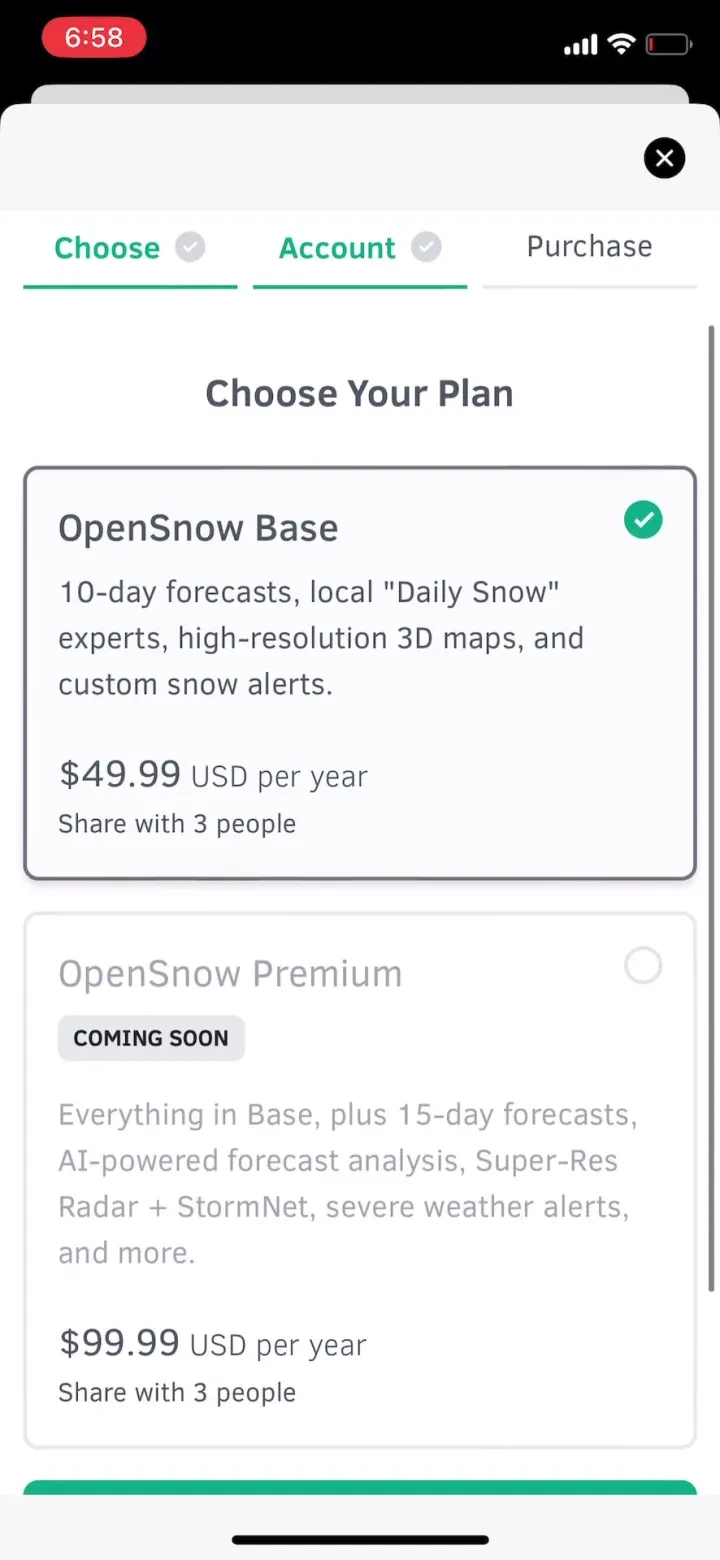 6:58
Choose
Account
Purchase
Choose Your Plan
OpenSnow Base
10-day forecasts, local "Daily Snow"
experts, high-resolution 3D maps, and
custom snow alerts.
$49.99 USD per year
Share with 3 people
OpenSnow Premium
COMING SOON
Everything in Base, plus 15-day forecasts,
AI-powered forecast analysis, Super-Res
Radar + StormNet, severe weather alerts,
and more.
$99.99 USD per year
Share with 3 people